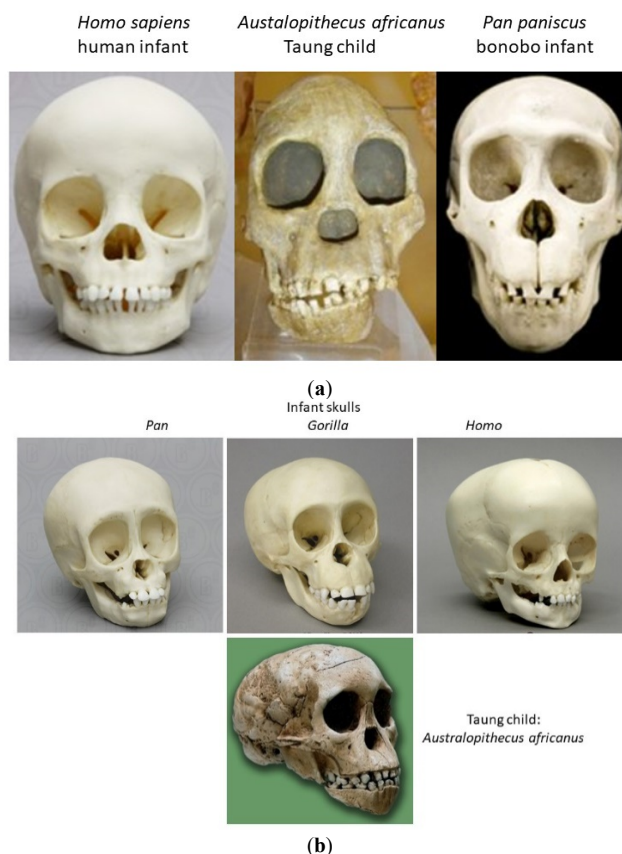 Homo sapiens Austalopithecus africanus Pan paniscus
human infant Taung child bonobo infant
(a)
Infant skulls
Pan Gorilla Homo
Taung child:
Australopithecus africanus
(b)